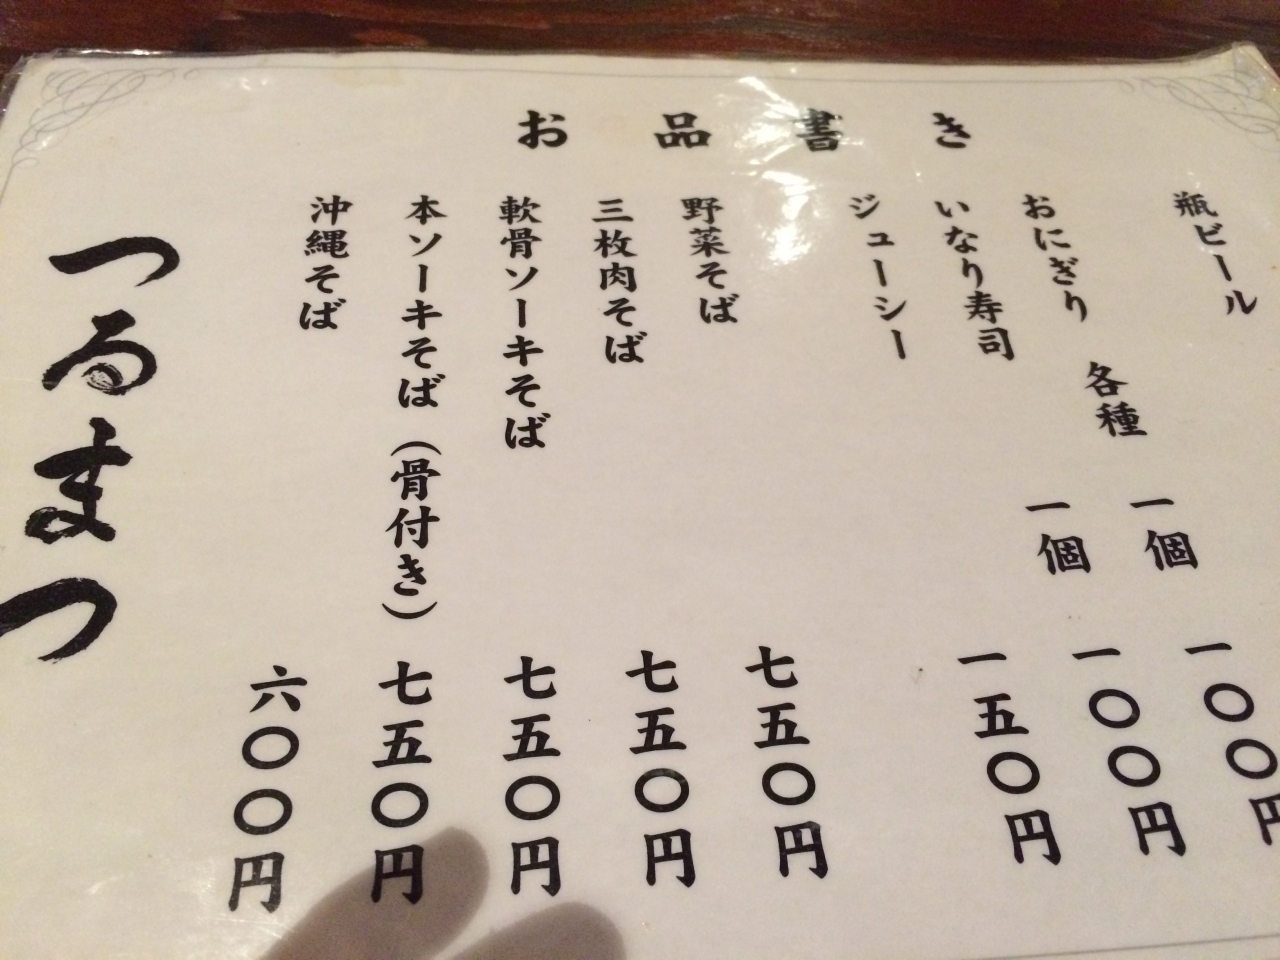 お品書き
瓶ビール
おにぎり 各種 一個 一〇〇円
いなり寿司 一個 一〇〇円
ジューシー 一五〇円
野菜そば 七五〇円
三枚肉そば 七五〇円
軟骨ソーキそば 七五〇円
本ソーキそば（骨付き） 七五〇円
沖縄そば 六〇〇円
つるまつ